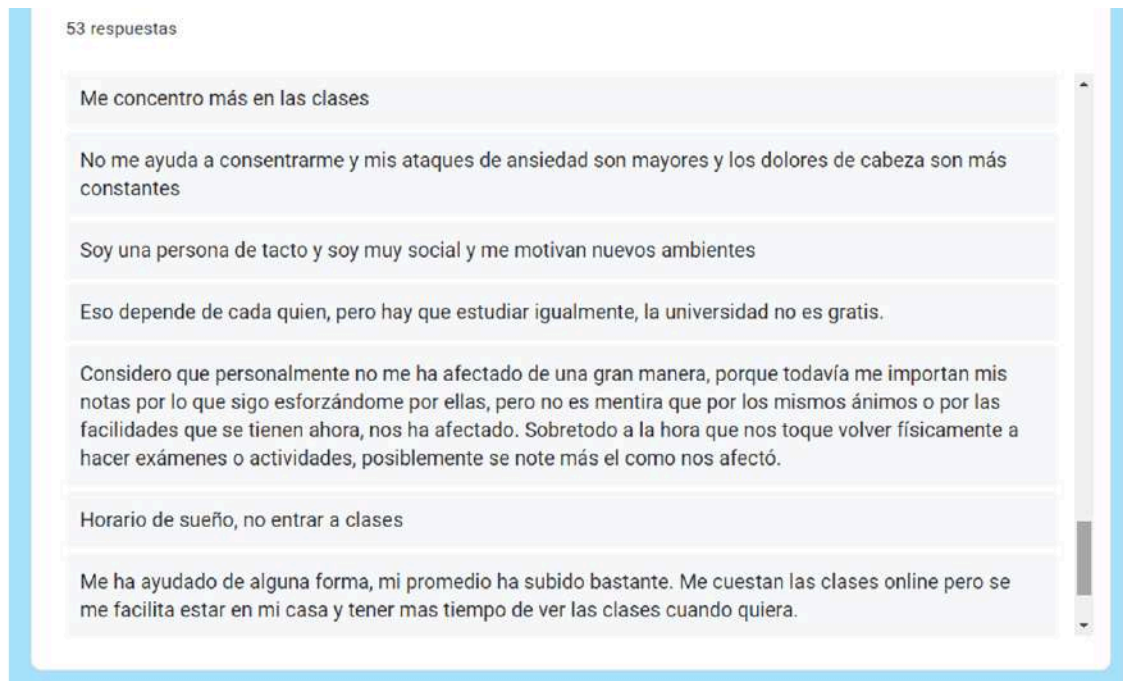 53 respuestas
Me concentro más en las clases
No me ayuda a consentrarme y mis ataques de ansiedad son mayores y los dolores de cabeza son más
constantes
Soy una persona de tacto y soy muy social y me motivan nuevos ambientes
Eso depende de cada quien, pero hay que estudiar igualmente, la universidad no es gratis.
Considero que personalmente no me ha afectado de una gran manera, porque todavía me importan mis
notas por lo que sigo esforzándome por ellas, pero no es mentira que por los mismos ánimos o por las
facilidades que se tienen ahora, nos ha afectado. Sobretodo a la hora que nos toque volver físicamente a
hacer exámenes o actividades, posiblemente se note más el como nos afectó.
Horario de sueño, no entrar a clases
Me ha ayudado de alguna forma, mi promedio ha subido bastante. Me cuestan las clases online pero se
me facilita estar en mi casa y tener mas tiempo de ver las clases cuando quiera.